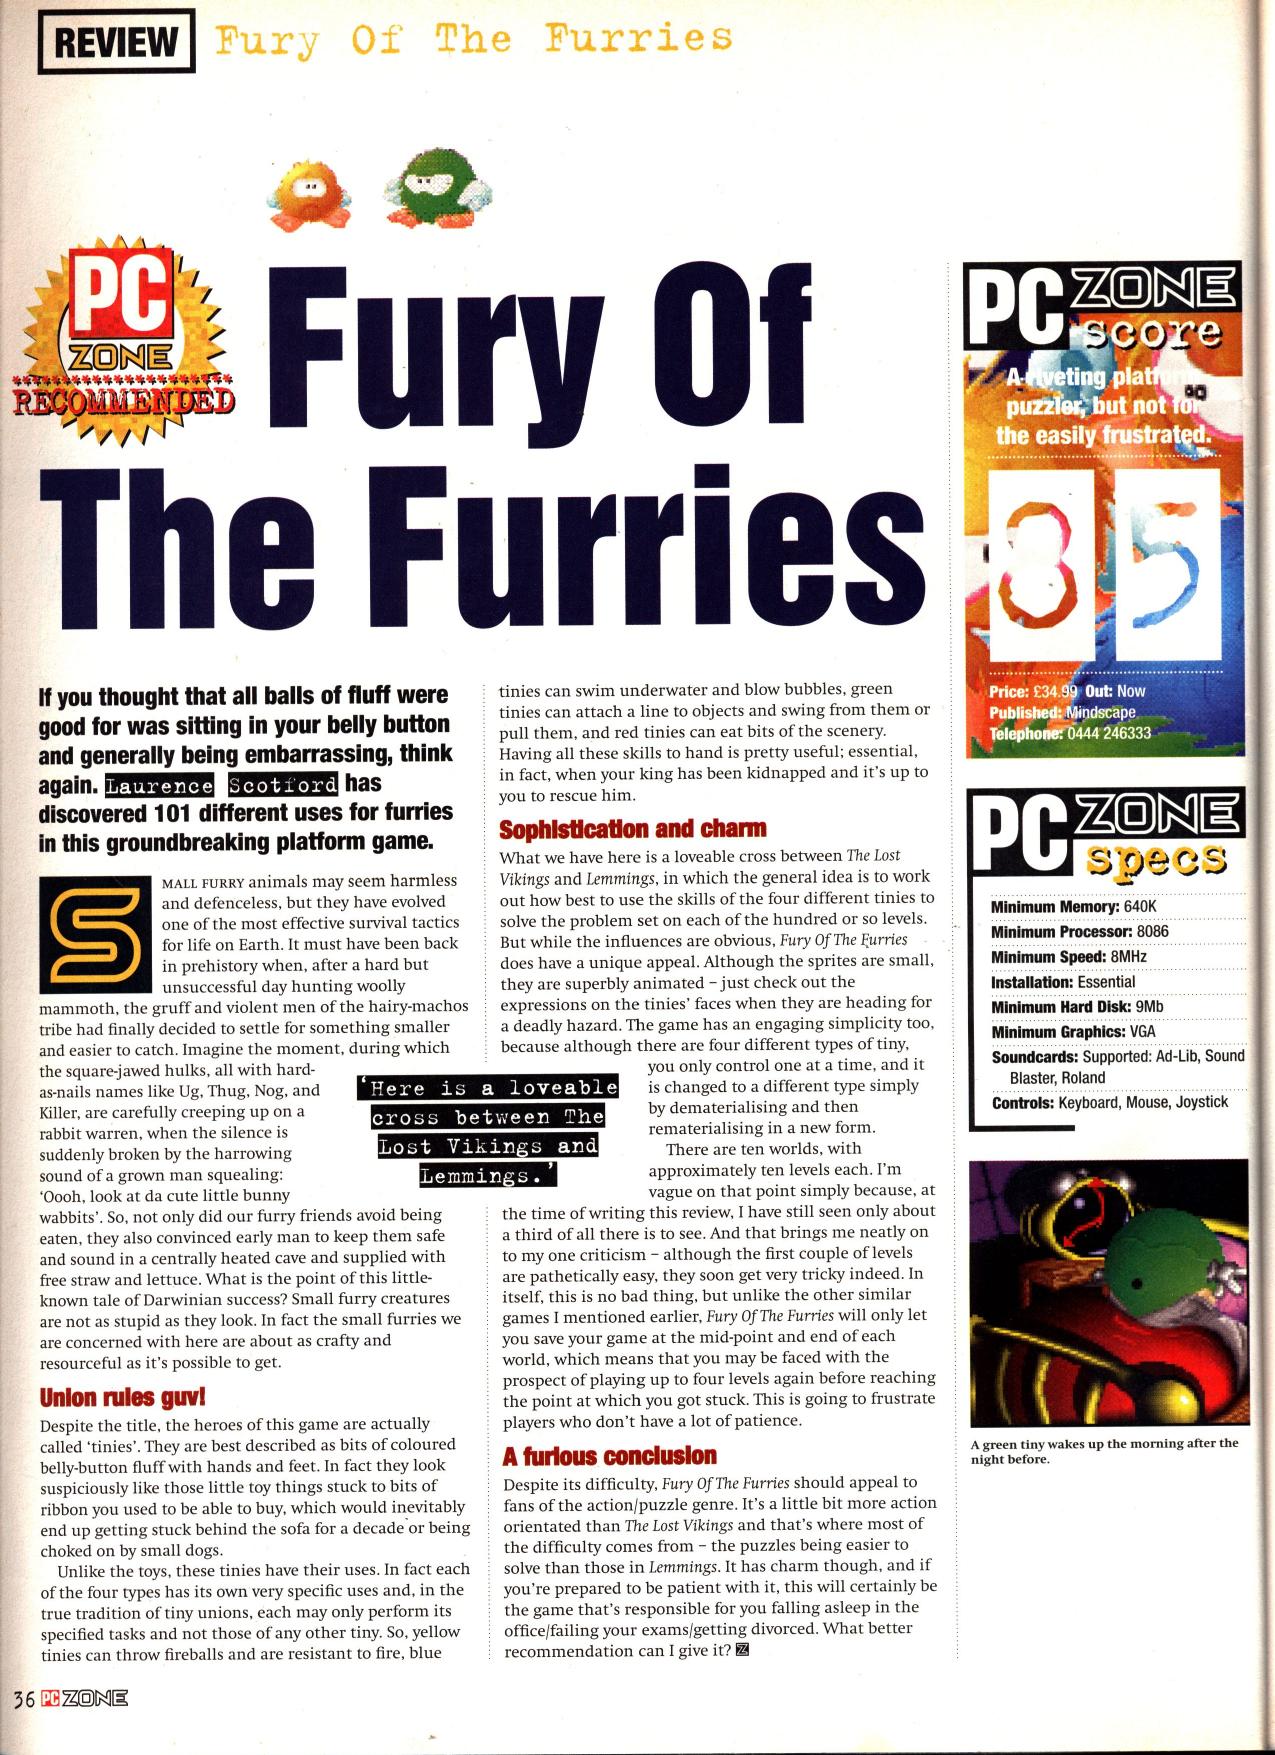 REVIEW Fury Of The Furries
PC
ZONE
RECOMMENDED
Fury Of
The Furries
If you thought that all balls of fluff were
good for was sitting in your belly button
and generally being embarrassing, think
again. Laurence Scotford has
discovered 101 different uses for furries
in this groundbreaking platform game.
SMALL FURRY animals may seem harmless
and defenceless, but they have evolved
one of the most effective survival tactics
for life on Earth. It must have been back
in prehistory when, after a hard but
unsuccessful day hunting woolly
mammoth, the gruff and violent men of the hairy-machos
tribe had finally decided to settle for something smaller
and easier to catch. Imagine the moment, during which
the square-jawed hulks, all with hard-
as-nails names like Ug, Thug, Nog, and
Killer, are carefully creeping up on a
rabbit warren, when the silence is
suddenly broken by the harrowing
sound of a grown man squealing:
'Oooh, look at da cute little bunny
wabbits'. So, not only did our furry friends avoid being
eaten, they also convinced early man to keep them safe
and sound in a centrally heated cave and supplied with
free straw and lettuce. What is the point of this little-
known tale of Darwinian success? Small furry creatures
are not as stupid as they look. In fact the small furries we
are concerned with here are about as crafty and
resourceful as it's possible to get.
Union rules guv!
Despite the title, the heroes of this game are actually
called 'tinies'. They are best described as bits of coloured
belly-button fluff with hands and feet. In fact they look
suspiciously like those little toy things stuck to bits of
ribbon you used to be able to buy, which would inevitably
end up getting stuck behind the sofa for a decade or being
choked on by small dogs.
Unlike the toys, these tinies have their uses. In fact each
of the four types has its own very specific uses and, in the
true tradition of tiny unions, each may only perform its
specified tasks and not those of any other tiny. So, yellow
tinies can throw fireballs and are resistant to fire, blue
tinies can swim underwater and blow bubbles, green
tinies can attach a line to objects and swing from them or
pull them, and red tinies can eat bits of the scenery.
Having all these skills to hand is pretty useful; essential,
in fact, when your king has been kidnapped and it's up to
you to rescue him.
Sophistication and charm
What we have here is a loveable cross between The Lost
Vikings and Lemmings, in which the general idea is to work
out how best to use the skills of the four different tinies to
solve the problem set on each of the hundred or so levels.
But while the influences are obvious, Fury Of The Furries
does have a unique appeal. Although the sprites are small,
they are superbly animated – just check out the
expressions on the tinies' faces when they are heading for
a deadly hazard. The game has an engaging simplicity too,
because although there are four different types of tiny,
you only control one at a time, and it
is changed to a different type simply
by dematerialising and then
rematerialising in a new form.
There are ten worlds, with
approximately ten levels each. I'm
vague on that point simply because, at
the time of writing this review, I have still seen only about
a third of all there is to see. And that brings me neatly on
to my one criticism – although the first couple of levels
are pathetically easy, they soon get very tricky indeed. In
itself, this is no bad thing, but unlike the other similar
games I mentioned earlier, Fury Of The Furries will only let
you save your game at the mid-point and end of each
world, which means that you may be faced with the
prospect of playing up to four levels again before reaching
the point at which you got stuck. This is going to frustrate
players who don't have a lot of patience.
A furious conclusion
Despite its difficulty, Fury Of The Furries should appeal to
fans of the action/puzzle genre. It's a little bit more action
orientated than The Lost Vikings and that's where most of
the difficulty comes from – the puzzles being easier to
solve than those in Lemmings. It has charm though, and if
you're prepared to be patient with it, this will certainly be
the game that's responsible for you falling asleep in the
office/failing your exams/getting divorced. What better
recommendation can I give it? Z
'Here is a loveable
cross between The
Lost Vikings and
Lemmings.'
PC ZONE
score
A riveting platform
puzzler, but not for
the easily frustrated.
85
Price: £34.99 Out: Now
Published: Mindscape
Telephone: 0444 246333
PC ZONE
specs
Minimum Memory: 640K
Minimum Processor: 8086
Minimum Speed: 8MHz
Installation: Essential
Minimum Hard Disk: 9Mb
Minimum Graphics: VGA
Soundcards: Supported: Ad-Lib, Sound
Blaster, Roland
Controls: Keyboard, Mouse, Joystick
A green tiny wakes up the morning after the
night before.
36 PC ZONE